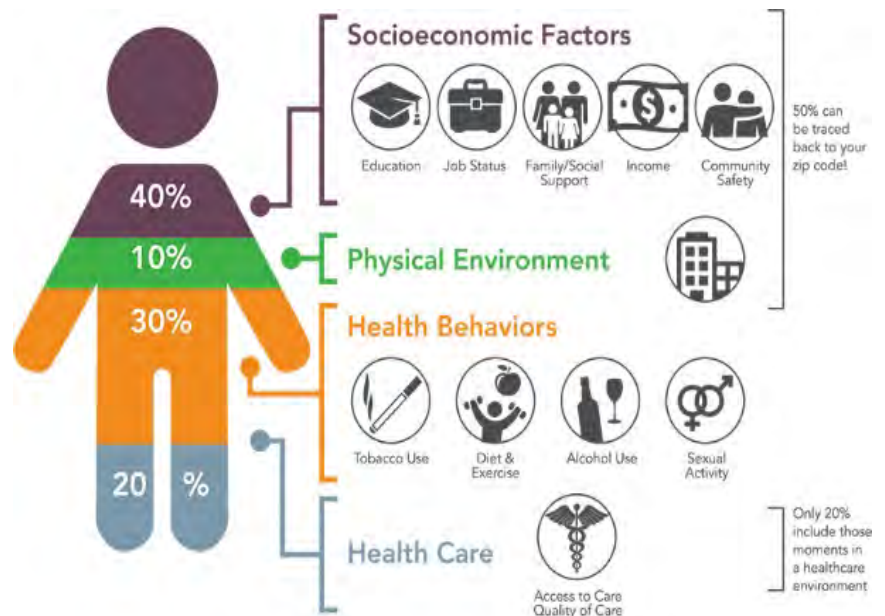 Socioeconomic Factors
Education
Job Status
Family/Social
Support
Income
Community
Safety
50% can
be traced
back to your
zip code!
40%
10%
Physical Environment
30%
Health Behaviors
Tobacco Use
Diet &
Exercise
Alcohol Use
Sexual
Activity
20 %
Health Care
Access to Care
Quality of Care
Only 20%
include those
moments in
a healthcare
environment